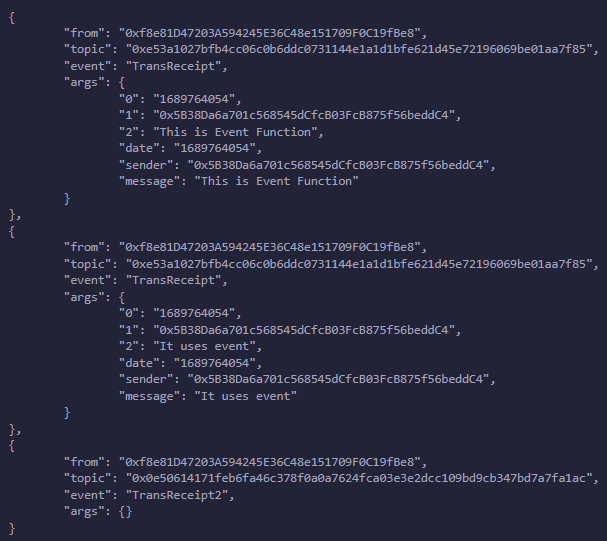 {
"from": "0xf8e81D47203A594245E36C48e151709F0C19fBe8",
"topic": "0xe53a1027bfb4cc06c0b6ddc0731144e1a1d1bfe621d45e72196069be01aa7f85",
"event": "TransReceipt",
"args": {
"0": "1689764054",
"1": "0x5B38Da6a701c568545dCfcB03FcB875f56beddC4",
"2": "This is Event Function",
"date": "1689764054",
"sender": "0x5B38Da6a701c568545dCfcB03FcB875f56beddC4",
"message": "This is Event Function"
}
},
{
"from": "0xf8e81D47203A594245E36C48e151709F0C19fBe8",
"topic": "0xe53a1027bfb4cc06c0b6ddc0731144e1a1d1bfe621d45e72196069be01aa7f85",
"event": "TransReceipt",
"args": {
"0": "1689764054",
"1": "0x5B38Da6a701c568545dCfcB03FcB875f56beddC4",
"2": "It uses event",
"date": "1689764054",
"sender": "0x5B38Da6a701c568545dCfcB03FcB875f56beddC4",
"message": "It uses event"
}
},
{
"from": "0xf8e81D47203A594245E36C48e151709F0C19fBe8",
"topic": "0x0e50614171feb6fa46c378f0a0a7624fca03e3e2dcc109bd9cb347bd7a7fa1ac",
"event": "TransReceipt2",
"args": {}
}